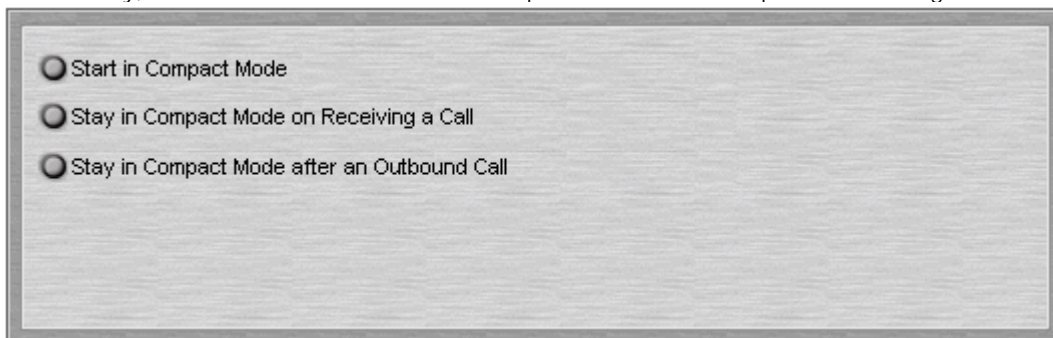 Start in Compact Mode
Stay in Compact Mode on Receiving a Call
Stay in Compact Mode after an Outbound Call